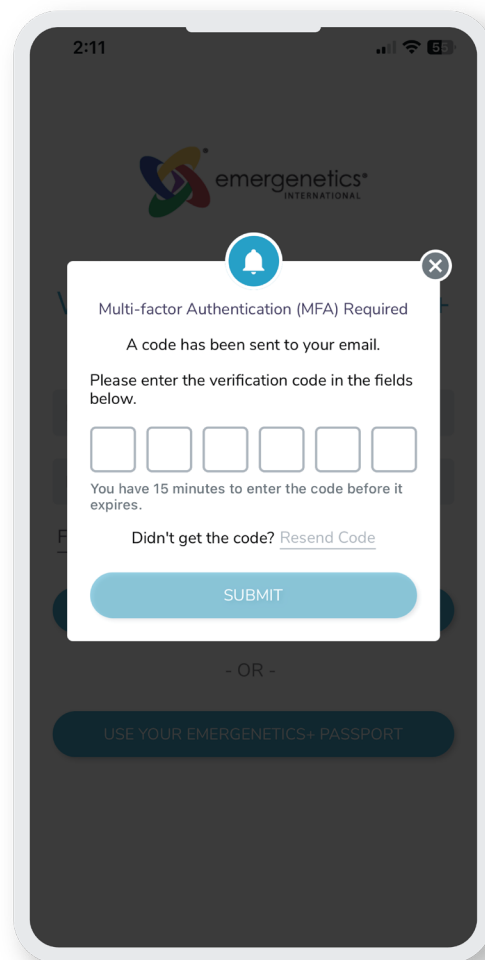 2:11
55
emergenetics®
INTERNATIONAL
Multi-factor Authentication (MFA) Required
A code has been sent to your email.
Please enter the verification code in the fields
below.
You have 15 minutes to enter the code before it
expires.
Didn't get the code? Resend Code
SUBMIT
- OR -
USE YOUR EMERGENETICS+ PASSPORT